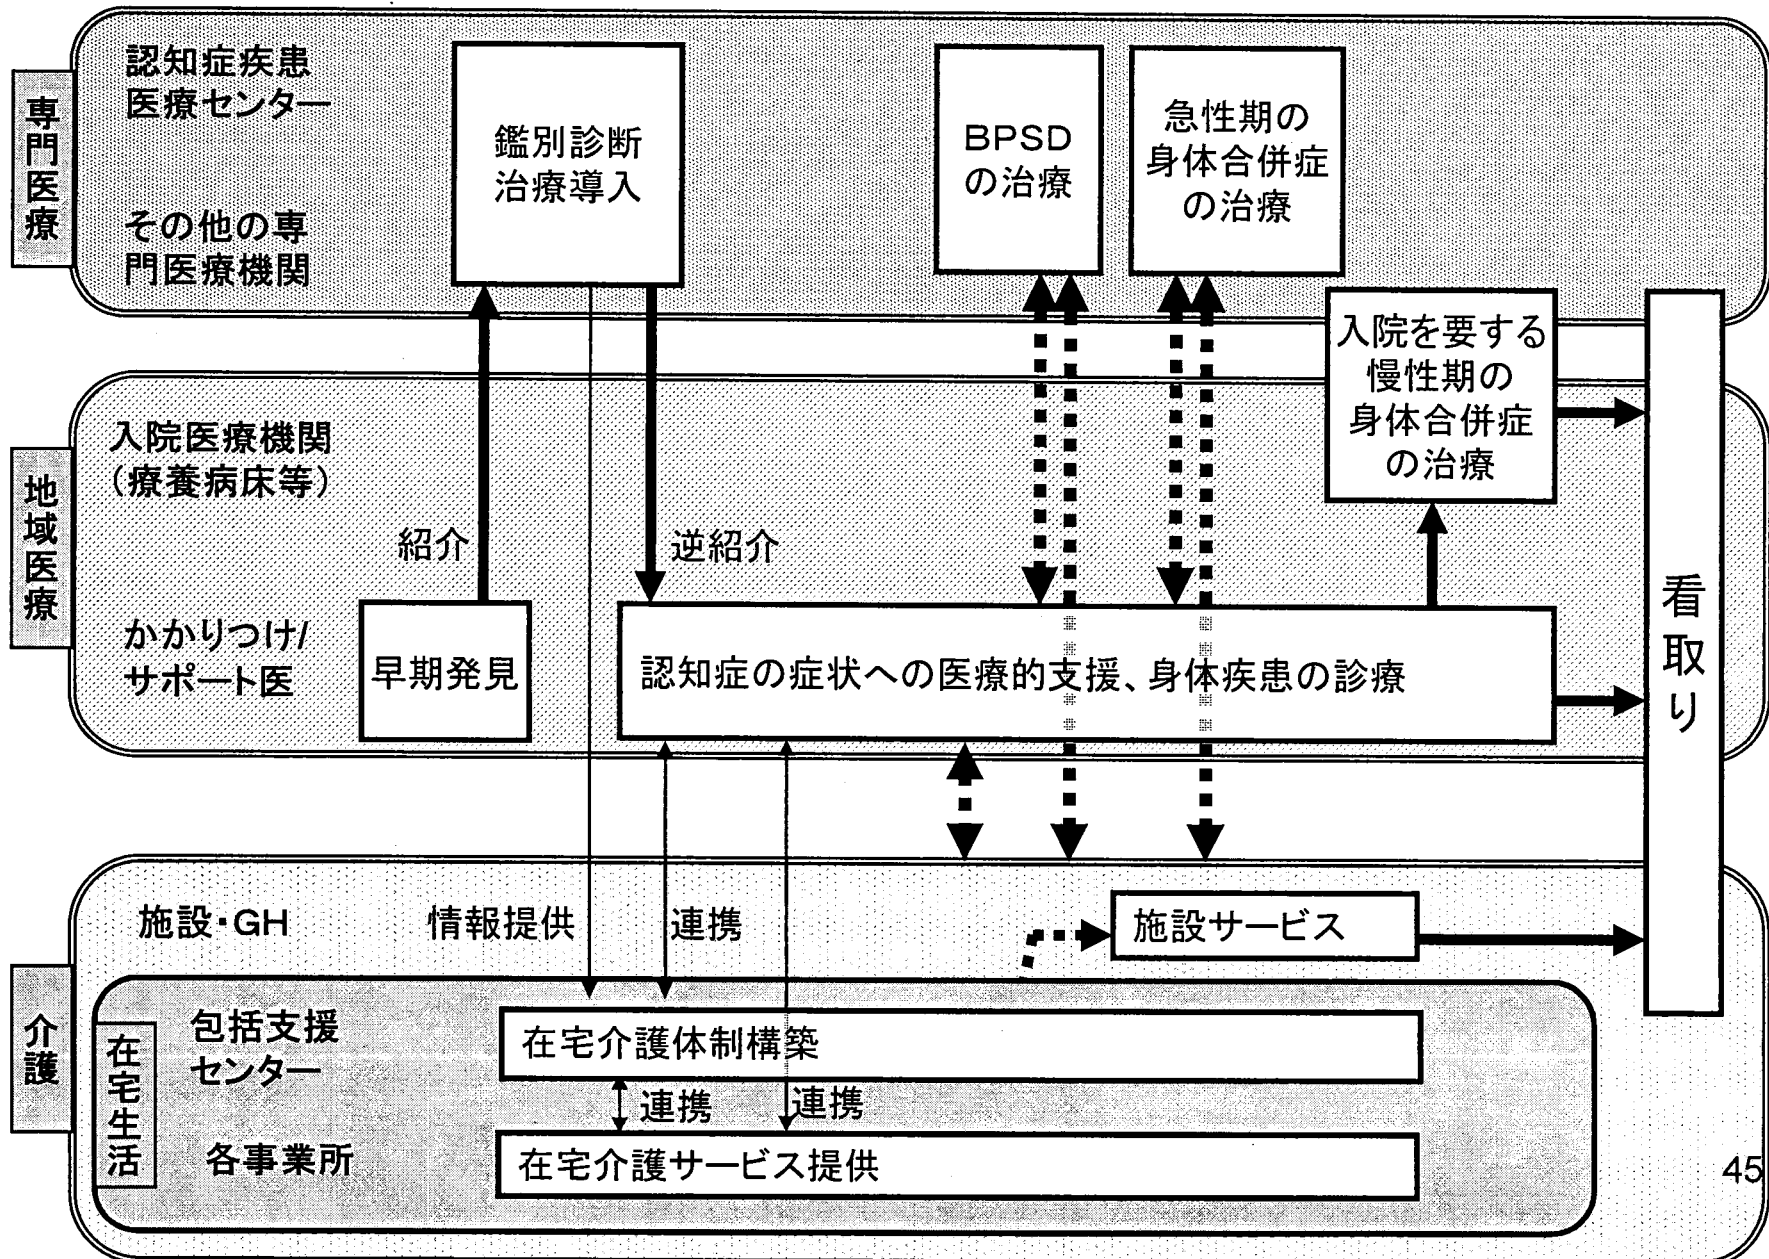 専門医療
認知症疾患
医療センター
その他の専
門医療機関
鑑別診断
治療導入
BPSD
の治療
急性期の
身体合併症
の治療
地域医療
入院医療機関
(療養病床等)
入院を要する
慢性期の
身体合併症
の治療
紹介
逆紹介
かかりつけ/
サポート医
早期発見
認知症の症状への医療的支援、身体疾患の診療
看取り
介護
施設・GH
情報提供
連携
施設サービス
在宅生活
包括支援
センター
在宅介護体制構築
連携
連携
各事業所
在宅介護サービス提供
45